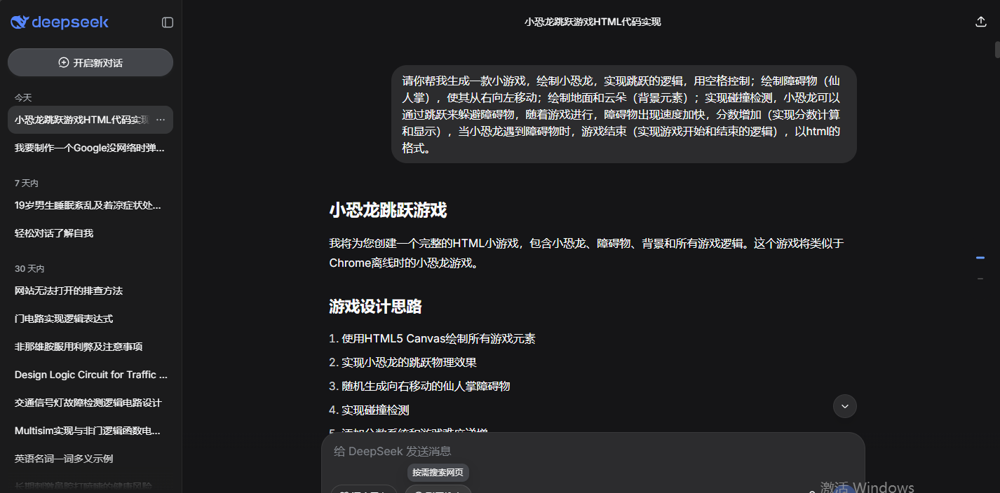 deepseek
开启新对话
今天
小恐龙跳跃游戏HTML代码实现
我要制作一个Google没网络时弹...
7 天内
19岁男生睡眠紊乱及着凉症状处...
轻松对话了解自我
30 天内
网站无法打开的排查方法
门电路实现逻辑表达式
非那雄胺服用利弊及注意事项
Design Logic Circuit for Traffic ...
交通信号灯故障检测逻辑电路设计
Multisim实现与非门逻辑函数电...
英语名词一词多义示例
小恐龙跳跃游戏HTML代码实现
请你帮我生成一款小游戏，绘制小恐龙，实现跳跃的逻辑，用空格控制；绘制障碍物（仙
人掌），使其从右向左移动；绘制地面和云朵（背景元素）；实现碰撞检测，小恐龙可以
通过跳跃来躲避障碍物，随着游戏进行，障碍物出现速度加快，分数增加（实现分数计算
和显示），当小恐龙遇到障碍物时，游戏结束（实现游戏开始和结束的逻辑），以html的
格式。
小恐龙跳跃游戏
我将为您创建一个完整的HTML小游戏，包含小恐龙、障碍物、背景和所有游戏逻辑。这个游戏将类似于
Chrome离线时的小恐龙游戏。
游戏设计思路
1. 使用HTML5 Canvas绘制所有游戏元素
2. 实现小恐龙的跳跃物理效果
3. 随机生成向右移动的仙人掌障碍物
4. 实现碰撞检测
5. 添加分数系统和游戏难度递增
给 DeepSeek 发送消息
按需搜索网页
激活 Windows